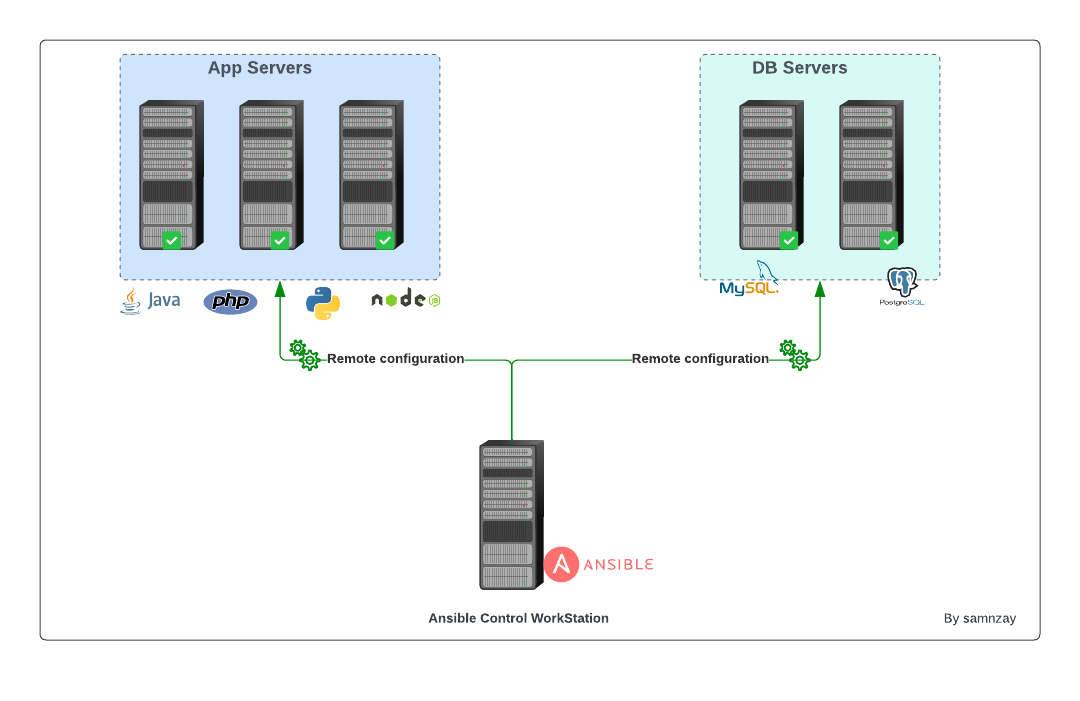 App Servers
DB Servers
Java
php
node
JS
MySQL.
PostgreSQL
Remote configuration
Remote configuration
ANSIBLE
Ansible Control WorkStation
By samnzay